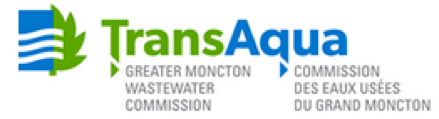 TransAqua
GREATER MONCTON
WASTEWATER
COMMISSION
COMMISSION
DES EAUX USÉES
DU GRAND MONCTON